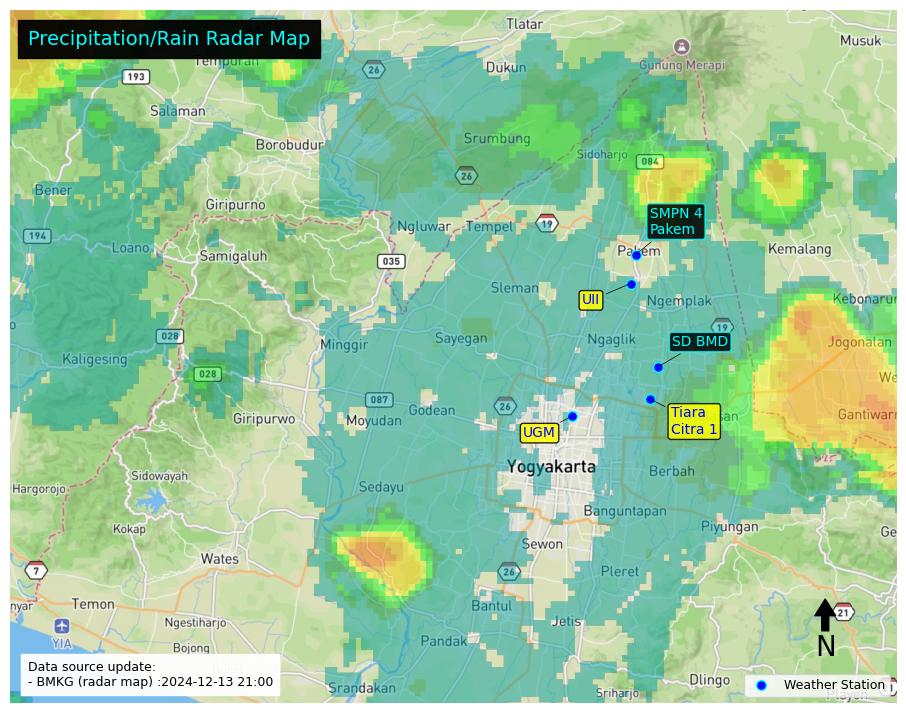 Precipitation/Rain Radar Map
Tlatar
Musuk
Tempuran
193
26
Dukun
Gunung Merapi
Salaman
Borobudur
Srumbung
Sidoharjo
084
26
Bener
Giripurno
SMPN 4
Pakem
194
Ngluwar
Tempel
19
Loano
Samigaluh
035
Pakem
Kemalang
Sleman
UII
Ngemplak
028
Minggir
Sayegan
Ngaglik
19
SD BMD
Jogonalan
Kaligesing
028
087
Godean
26
Tiara
Citra 1
Giripurwo
Moyudan
UGM
Gantiwar
Yogyakarta
Berbah
Sidowayah
Sedayu
Hargorojo
Banguntapan
Kokap
Piyungan
Sewon
Wates
7
26
Pleret
Temon
Bantul
21
Ngestiharjo
Jetis
YIA
Bojong
Pandak
N
Data source update:
- BMKG (radar map) :2024-12-13 21:00
Srandakan
Sriharjo
Dlingo
Weather Station